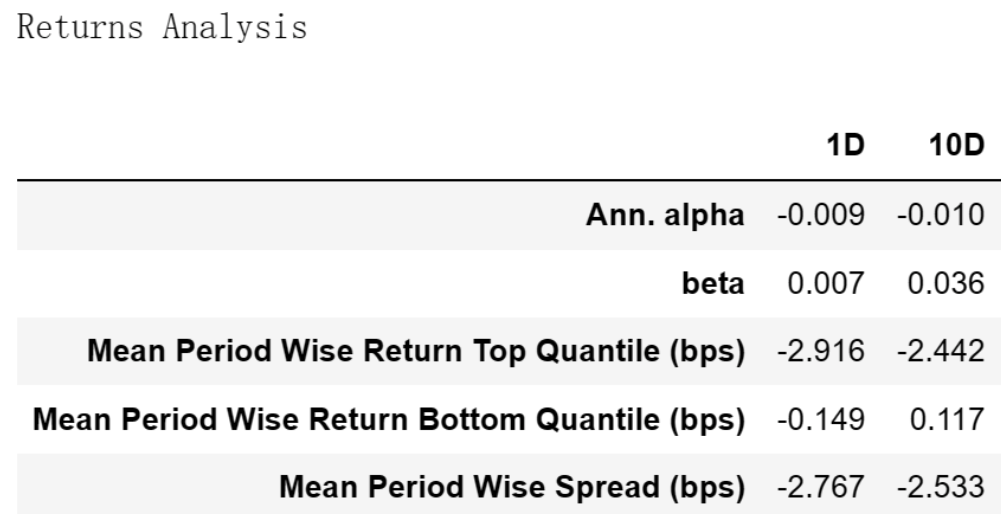 Returns Analysis
1D 10D
Ann. alpha -0.009 -0.010
beta 0.007 0.036
Mean Period Wise Return Top Quantile (bps) -2.916 -2.442
Mean Period Wise Return Bottom Quantile (bps) -0.149 0.117
Mean Period Wise Spread (bps) -2.767 -2.533